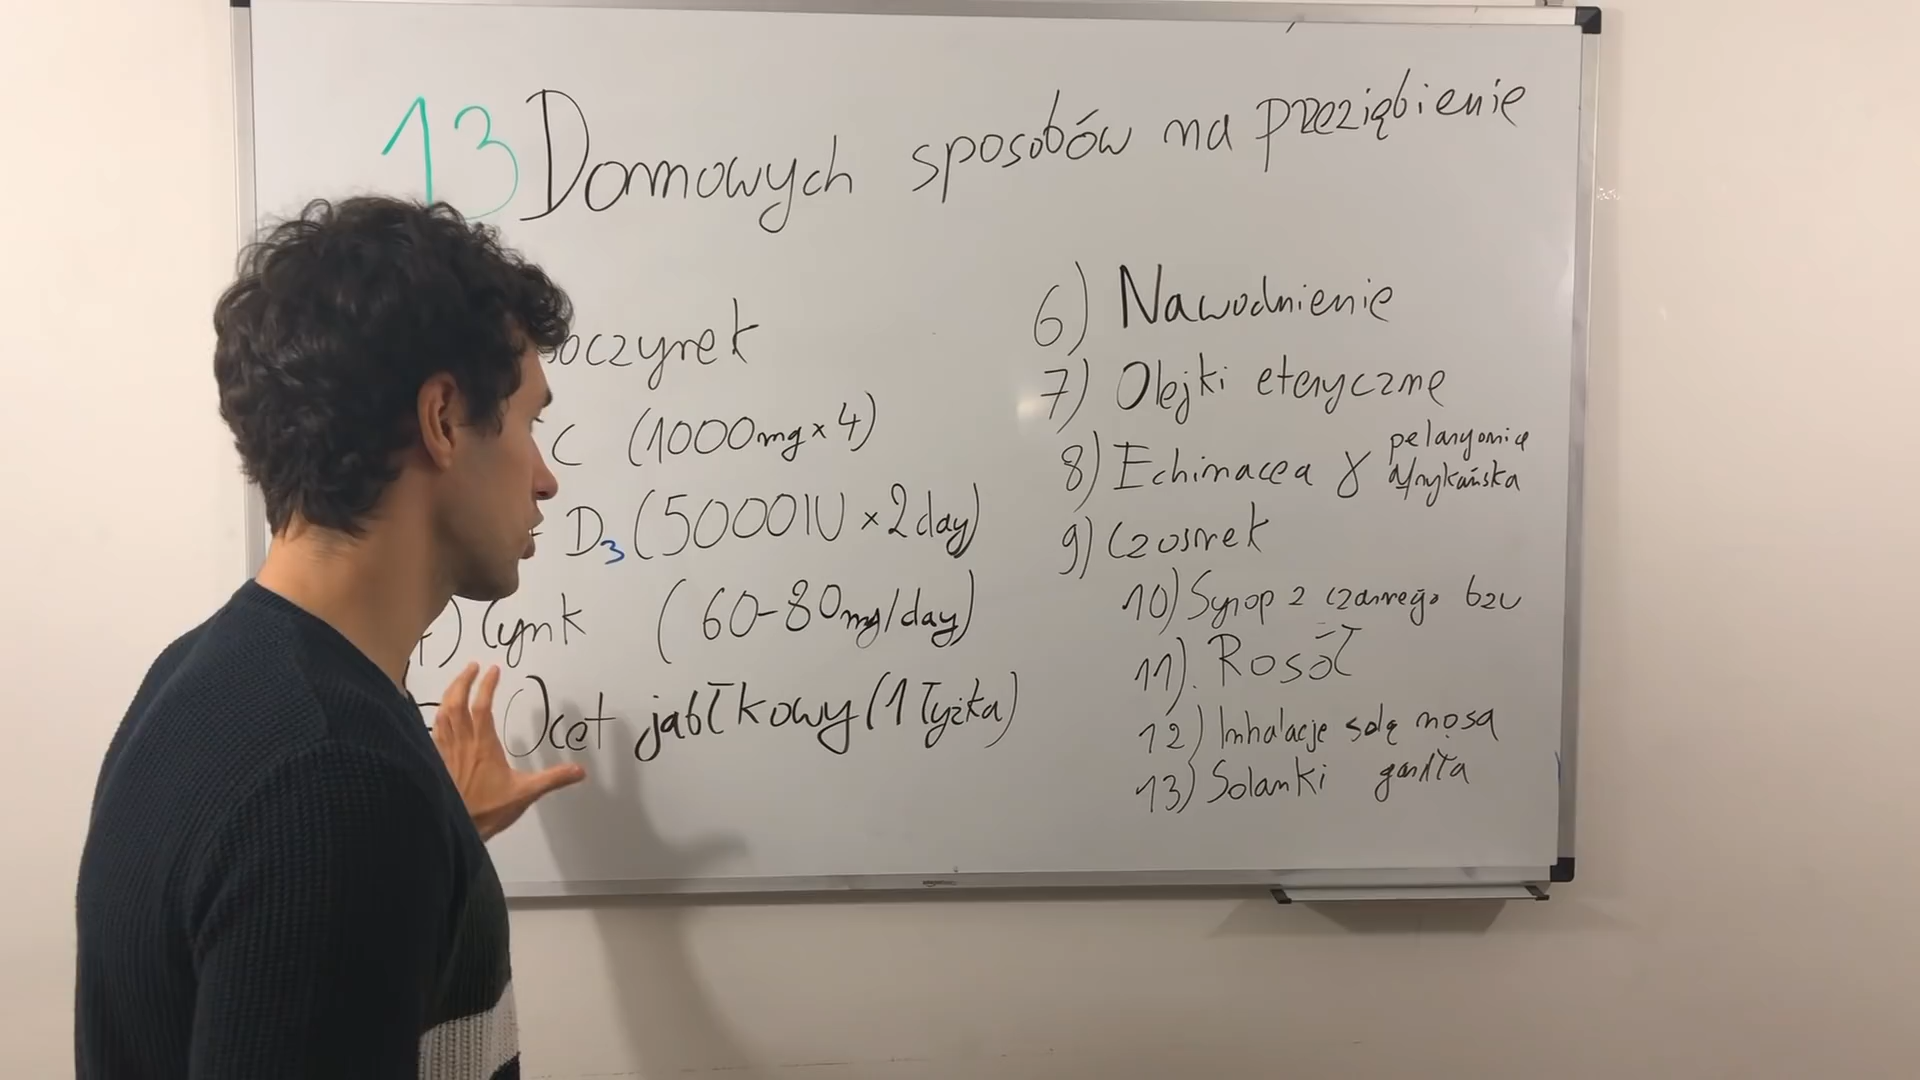 13 Domowych sposobów na przeziębienie
oczynek
C (1000mg x 4)
D3 (5000IU x 2 day)
4) Cynk (60-80mg/day)
Ocet jabłkowy (1 łyżka)
6) Nawodnienie
7) Olejki eteryczne
8) Echinacea & pelargonia afrykańska
9) Czosnek
10) Syrop z czarnego bzu
11). Rosół
12) Inhalacje solą nosa
13) Solanki gardła